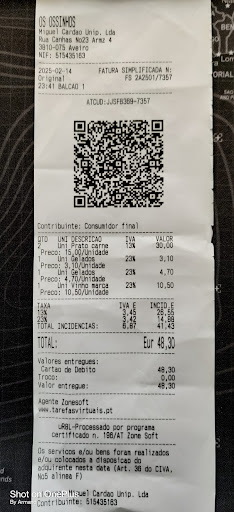 OS OSSINHOS
Miguel Cardao Unip. Lda
Rua Canhas No23 Armz 4
3810-075 Aveiro
NIF: 515435163
2025-02-14 FATURA SIMPLIFICADA N:
Original FS 2A2501/7357
23:41 BALCAO 1
ATCUD:JJSFB369-7357
Contribuinte: Consumidor final
QTD UNI DESCRICAO IVA VALOR
2 Uni Prato carne 13% 30,00
Preco: 15,00/Unidade
1 Uni Gelados 23% 3,10
Preco: 3,10/Unidade
1 Uni Gelados 23% 4,70
Preco: 4,70/Unidade
1 Uni Vinho marca 23% 10,50
Preco: 10,50/Unidade
TAXA IVA E INCID.E
13% 3,45 26,55
23% 3,42 14,88
TOTAL INCIDENCIAS: 6,87 41,43
TOTAL: Eur 48,30
Valores entregues:
Cartao de Debito 48,30
Troco: 0,00
Valor entregue: 48,30
Agente Zonesoft
www.tarefasvirtuais.pt
uR8L-Processado por programa
certificado n. 198/AT Zone Soft
Os servicos e/ou bens foram realizados
e/ou colocados a disposicao do
adquirente nesta data (Art. 36 do CIVA,
No5 alinea F)
Miguel Cardao Unip. Lda
Contribuinte: 515435163
Shot on OnePlus